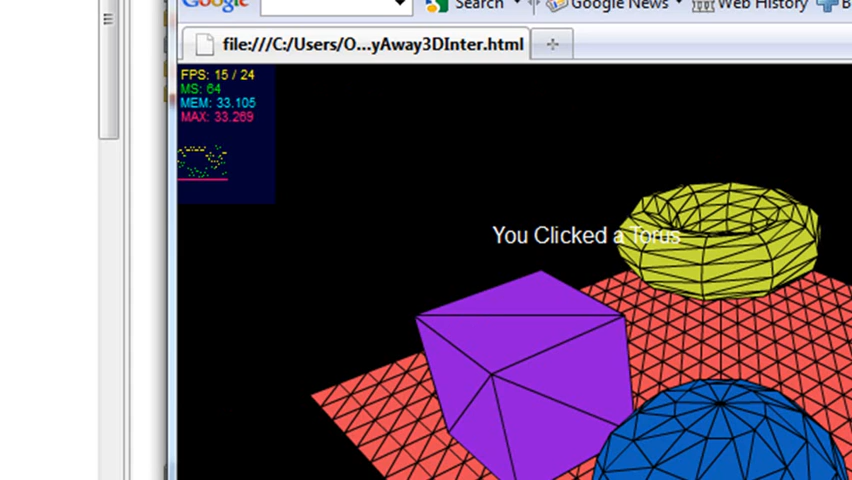 Google
Search
Google News
Web History
B
file:///C:/Users/O...yAway3DInter.html
FPS: 15 / 24
MS: 64
MEM: 33.105
MAX: 33.269
You Clicked a Torus